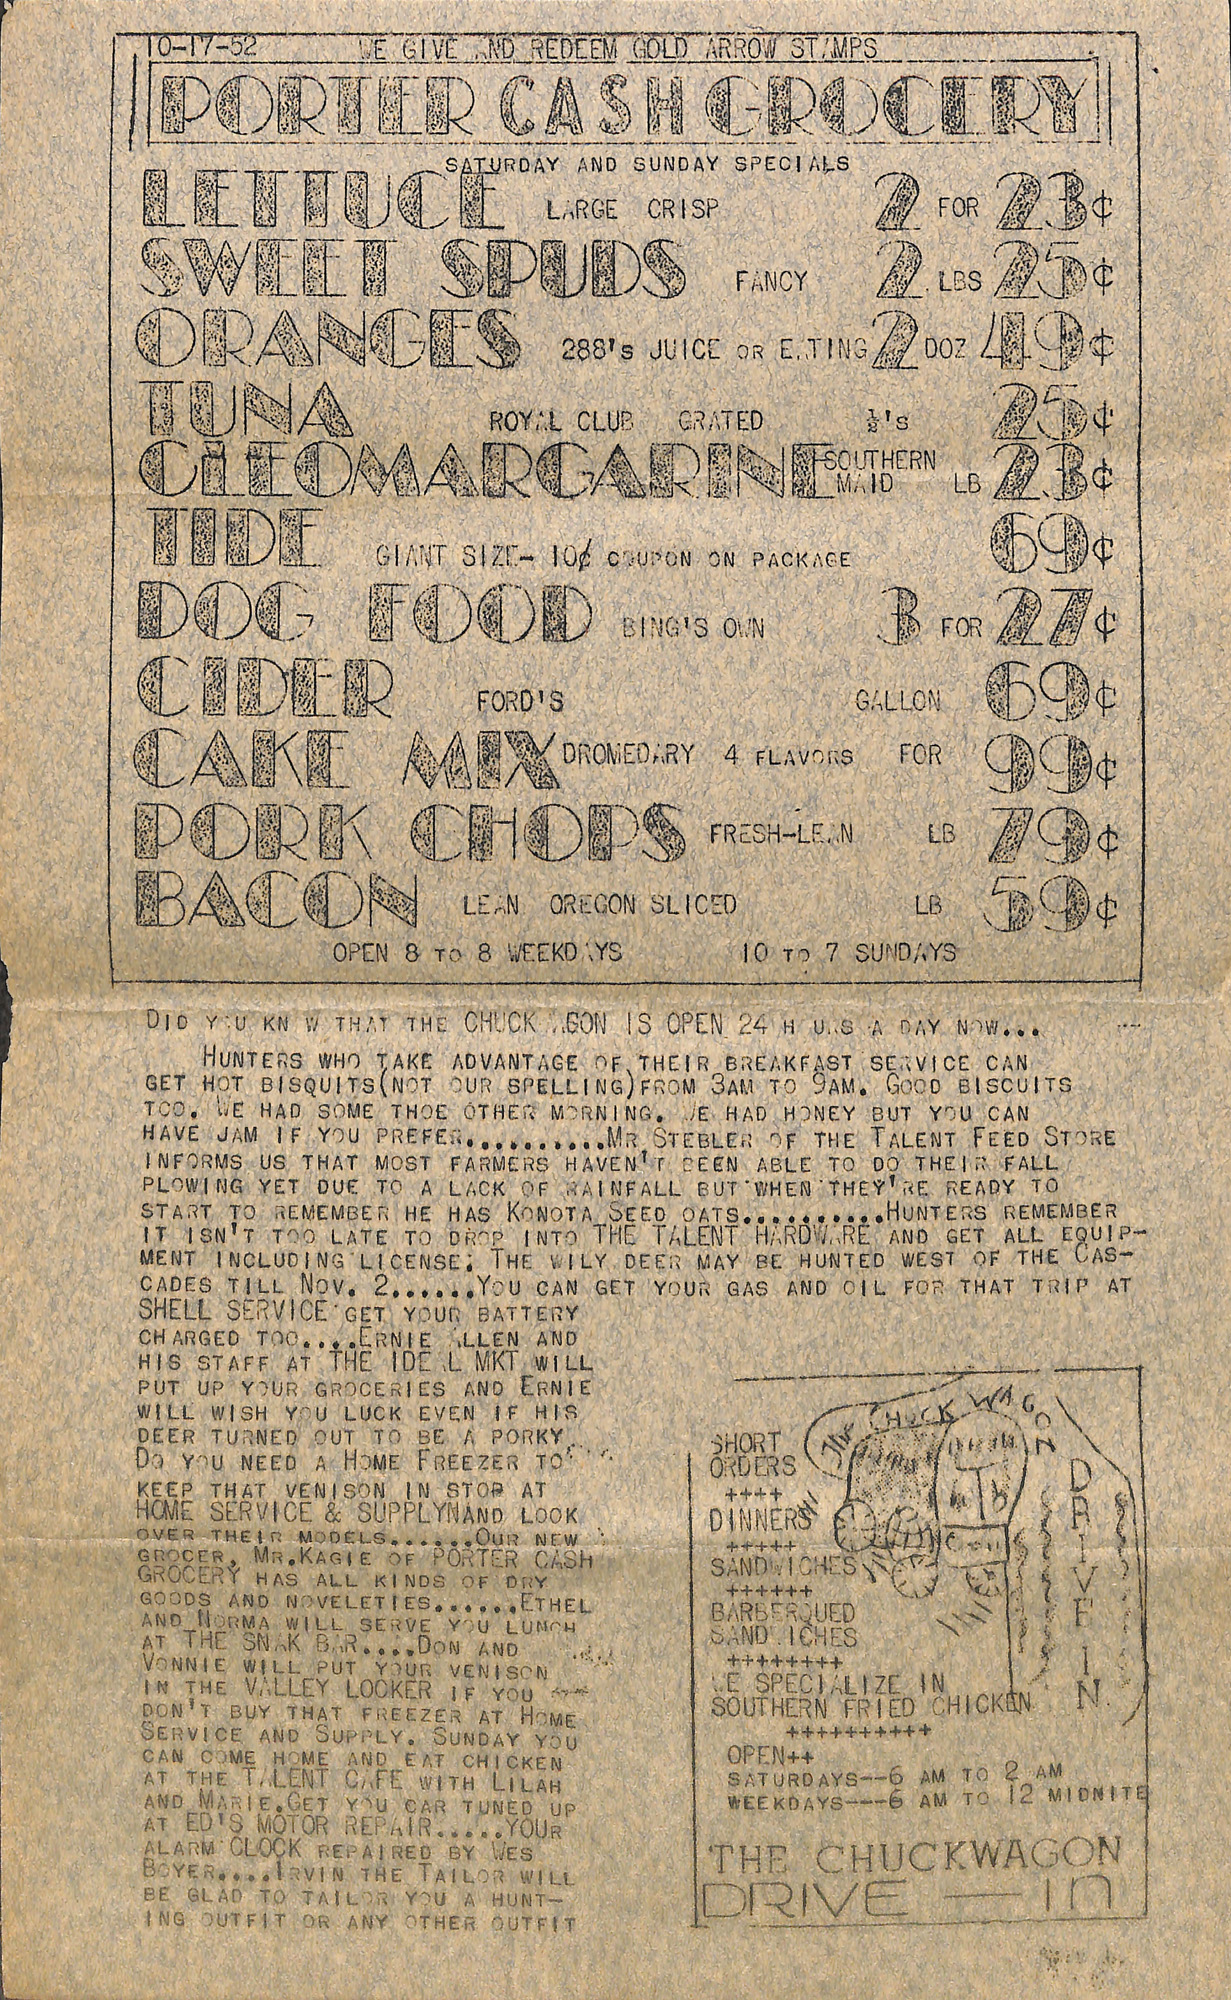 10-17-52 WE GIVE AND REDEEM GOLD ARROW STAMPS
PORTER CASH GROCERY
SATURDAY AND SUNDAY SPECIALS
LETTUCE LARGE CRISP 2 FOR 23¢
SWEET SPUDS FANCY 2 LBS 25¢
ORANGES 288's JUICE OR EATING 2 DOZ 49¢
TUNA ROYAL CLUB GRATED ½'s 25¢
OLEOMARGARINE SOUTHERN MAID LB 23¢
TIDE GIANT SIZE- 10¢ COUPON ON PACKAGE 69¢
DOG FOOD BING'S OWN 3 FOR 27¢
CIDER FORD'S GALLON 69¢
CAKE MIX DROMEDARY 4 FLAVORS FOR 99¢
PORK CHOPS FRESH-LEAN LB 79¢
BACON LEAN OREGON SLICED LB 59¢
OPEN 8 TO 8 WEEKDAYS 10 TO 7 SUNDAYS
DID YOU KNOW THAT THE CHUCK WAGON IS OPEN 24 HOURS A DAY NOW...
HUNTERS WHO TAKE ADVANTAGE OF THEIR BREAKFAST SERVICE CAN
GET HOT BISQUITS(NOT OUR SPELLING)FROM 3AM TO 9AM. GOOD BISCUITS
TOO. WE HAD SOME THOE OTHER MORNING. WE HAD HONEY BUT YOU CAN
HAVE JAM IF YOU PREFER..........MR STEBLER OF THE TALENT FEED STORE
INFORMS US THAT MOST FARMERS HAVEN'T BEEN ABLE TO DO THEIR FALL
PLOWING YET DUE TO A LACK OF RAINFALL BUT WHEN THEY'RE READY TO
START TO REMEMBER HE HAS KONOTA SEED OATS..........HUNTERS REMEMBER
IT ISN'T TOO LATE TO DROP INTO THE TALENT HARDWARE AND GET ALL EQUIP-
MENT INCLUDING LICENSE; THE WILY DEER MAY BE HUNTED WEST OF THE CAS-
CADES TILL NOV. 2......YOU CAN GET YOUR GAS AND OIL FOR THAT TRIP AT
SHELL SERVICE GET YOUR BATTERY
CHARGED TOO....ERNIE ALLEN AND
HIS STAFF AT THE IDEAL MKT WILL
PUT UP YOUR GROCERIES AND ERNIE
WILL WISH YOU LUCK EVEN IF HIS
DEER TURNED OUT TO BE A PORKY.
DO YOU NEED A HOME FREEZER TO
KEEP THAT VENISON IN STOP AT
HOME SERVICE & SUPPLYNAND LOOK
OVER THEIR MODELS......OUR NEW
GROCER, MR.KAGIE OF PORTER CASH
GROCERY HAS ALL KINDS OF DRY
GOODS AND NOVELETIES......ETHEL
AND NORMA WILL SERVE YOU LUNCH
AT THE SNAK BAR....DON AND
VONNIE WILL PUT YOUR VENISON
IN THE VALLEY LOCKER IF YOU
DON'T BUY THAT FREEZER AT HOME
SERVICE AND SUPPLY. SUNDAY YOU
CAN COME HOME AND EAT CHICKEN
AT THE TALENT CAFE WITH LILAH
AND MARIE.GET YOU CAR TUNED UP
AT ED'S MOTOR REPAIR.....YOUR
ALARM CLOCK REPAIRED BY WES
BOYER....IRVIN THE TAILOR WILL
BE GLAD TO TAILOR YOU A HUNT-
ING OUTFIT OR ANY OTHER OUTFIT
THE CHUCK WAGON
DRIVE IN
SHORT
ORDERS
++++
DINNERS
+++++
SANDWICHES
++++++
BARBERQUED
SANDWICHES
++++++++
WE SPECIALIZE IN
SOUTHERN FRIED CHICKEN
++++++++++
OPEN++
SATURDAYS--6 AM TO 2 AM
WEEKDAYS---6 AM TO 12 MIDNITE
THE CHUCKWAGON
DRIVE-IN